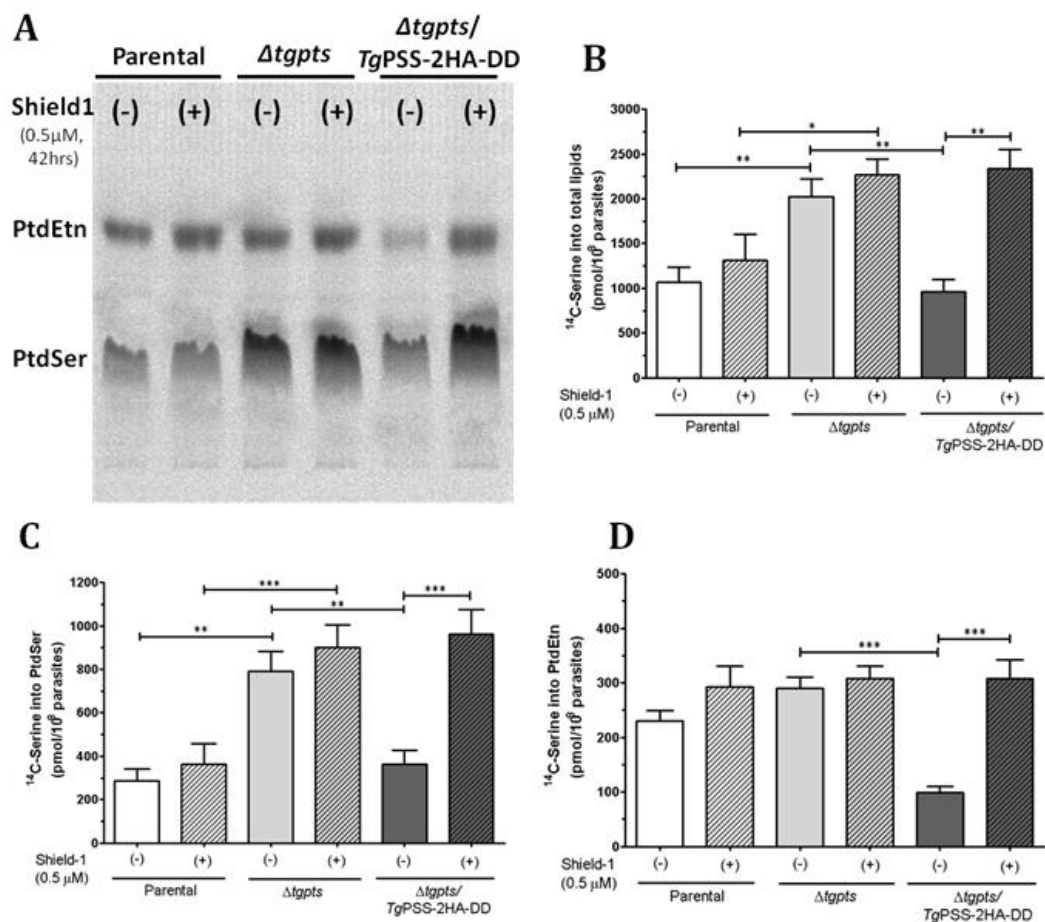 A
Parental
Δtgpts
Δtgpts/
TgPSS-2HA-DD
Shield1 (-) (+) (-) (+) (-) (+)
(0.5μM,
42hrs)
PtdEtn
PtdSer
B
¹⁴C-Serine into total lipids
(pmol/10⁸ parasites)
3000
2500
2000
1500
1000
500
0
*
**
**
**
Shield-1
(0.5 μM)
(-) (+) (-) (+) (-) (+)
Parental
Δtgpts
Δtgpts/
TgPSS-2HA-DD
C
¹⁴C-Serine into PtdSer
(pmol/10⁸ parasites)
1200
1000
800
600
400
200
0
***
***
**
**
Shield-1
(0.5 μM)
(-) (+) (-) (+) (-) (+)
Parental
Δtgpts
Δtgpts/
TgPSS-2HA-DD
D
¹⁴C-Serine into PtdEtn
(pmol/10⁸ parasites)
500
400
300
200
100
0
***
***
Shield-1
(0.5 μM)
(-) (+) (-) (+) (-) (+)
Parental
Δtgpts
Δtgpts/
TgPSS-2HA-DD